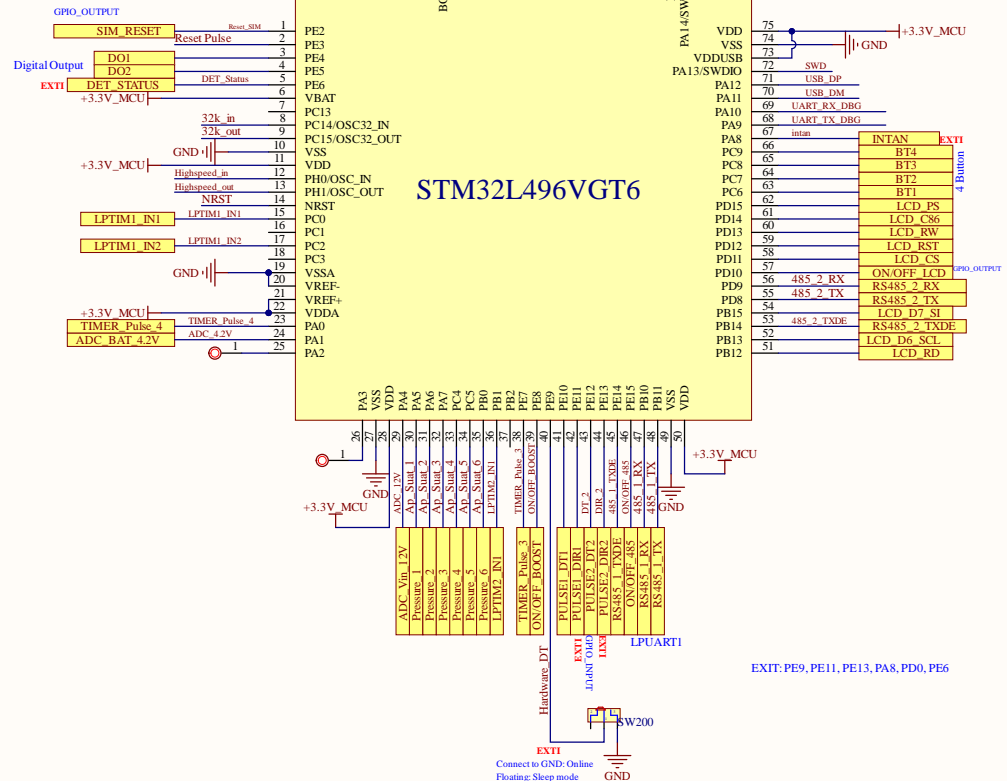 GPIO_OUTPUT
SIM_RESET Reset_SIM 1 PE2
Reset Pulse 2 PE3
Digital Output DO1 3 PE4
DO2 4 PE5
EXTI DET_STATUS DET_Status 5 PE6
+3.3V_MCU 6 VBAT
7 PC13
32k_in 8 PC14/OSC32_IN
32k_out 9 PC15/OSC32_OUT
GND 10 VSS
+3.3V_MCU 11 VDD
Highspeed_in 12 PH0/OSC_IN
Highspeed_out 13 PH1/OSC_OUT
NRST 14 NRST
LPTIM1_IN1 LPTIM1_IN1 15 PC0
16 PC1
LPTIM1_IN2 LPTIM1_IN2 17 PC2
18 PC3
GND 19 VSSA
20 VREF-
21 VREF+
+3.3V_MCU 22 VDDA
TIMER_Pulse_4 TIMER_Pulse_4 23 PA0
ADC_BAT_4.2V ADC_4.2V 24 PA1
1 25 PA2
STM32L496VGT6
PA14/SW
VDD 75 +3.3V_MCU
VSS 74 GND
VDDUSB 73
PA13/SWDIO 72 SWD
PA12 71 USB_DP
PA11 70 USB_DM
PA10 69 UART_RX_DBG
PA9 68 UART_TX_DBG
PA8 67 intan INTAN EXTI
PC9 66 BT4
PC8 65 BT3
PC7 64 BT2
PC6 63 BT1
4 Button
PD15 62 LCD_PS
PD14 61 LCD_C86
PD13 60 LCD_RW
PD12 59 LCD_RST
PD11 58 LCD_CS
PD10 57 ON/OFF_LCD GPIO_OUTPUT
PD9 56 485_2_RX RS485_2_RX
PD8 55 485_2_TX RS485_2_TX
PB15 54 LCD_D7_SI
PB14 53 485_2_TXDE RS485_2_TXDE
PB13 52 LCD_D6_SCL
PB12 51 LCD_RD
PA3 26 1
VSS 27 GND
VDD 28 +3.3V_MCU
PA4 29 ADC_12V ADC_Vin_12V
PA5 30 Ap_Suat_1 Pressure_1
PA6 31 Ap_Suat_2 Pressure_2
PA7 32 Ap_Suat_3 Pressure_3
PC4 33 Ap_Suat_4 Pressure_4
PC5 34 Ap_Suat_5 Pressure_5
PB0 35 Ap_Suat_6 Pressure_6
PB1 36 LPTIM2_IN1 LPTIM2_IN1
PB2 37
PE7 38 TIMER_Pulse_3 TIMER_Pulse_3
PE8 39 ON/OFF_BOOST ON/OFF_BOOST
PE9 40 Hardware_DT
PE10 41 PULSE1_DT1
PE11 42 PULSE1_DIR1 EXTI
PE12 43 DT_2 PULSE2_DT2 GPIO_INPUT
PE13 44 DIR_2 PULSE2_DIR2 EXTI
PE14 45 485_1_TXDE RS485_1_TXDE
PE15 46 ON/OFF_485 ON/OFF_485
PB10 47 485_1_RX RS485_1_RX
PB11 48 485_1_TX RS485_1_TX
VSS 49 GND
VDD 50 +3.3V_MCU
LPUART1
EXIT: PE9, PE11, PE13, PA8, PD0, PE6
SW200
EXTI
Connect to GND: Online
Floating: Sleep mode
GND